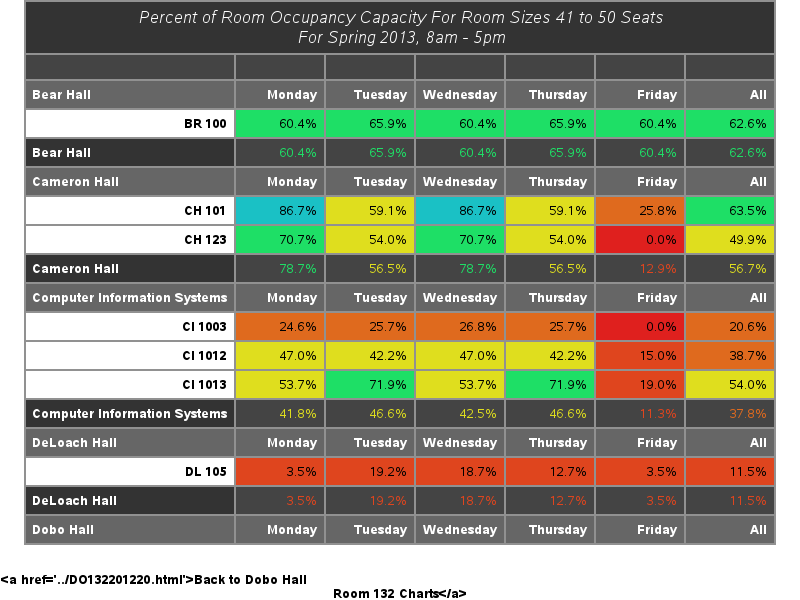 Percent of Room Occupancy Capacity For Room Sizes 41 to 50 Seats
For Spring 2013, 8am - 5pm
Bear Hall Monday Tuesday Wednesday Thursday Friday All
BR 100 60.4% 65.9% 60.4% 65.9% 60.4% 62.6%
Bear Hall 60.4% 65.9% 60.4% 65.9% 60.4% 62.6%
Cameron Hall Monday Tuesday Wednesday Thursday Friday All
CH 101 86.7% 59.1% 86.7% 59.1% 25.8% 63.5%
CH 123 70.7% 54.0% 70.7% 54.0% 0.0% 49.9%
Cameron Hall 78.7% 56.5% 78.7% 56.5% 12.9% 56.7%
Computer Information Systems Monday Tuesday Wednesday Thursday Friday All
CI 1003 24.6% 25.7% 26.8% 25.7% 0.0% 20.6%
CI 1012 47.0% 42.2% 47.0% 42.2% 15.0% 38.7%
CI 1013 53.7% 71.9% 53.7% 71.9% 19.0% 54.0%
Computer Information Systems 41.8% 46.6% 42.5% 46.6% 11.3% 37.8%
DeLoach Hall Monday Tuesday Wednesday Thursday Friday All
DL 105 3.5% 19.2% 18.7% 12.7% 3.5% 11.5%
DeLoach Hall 3.5% 19.2% 18.7% 12.7% 3.5% 11.5%
Dobo Hall Monday Tuesday Wednesday Thursday Friday All
&lt;a href='../DO132201220.html'&gt;Back to Dobo Hall
Room 132 Charts&lt;/a&gt;